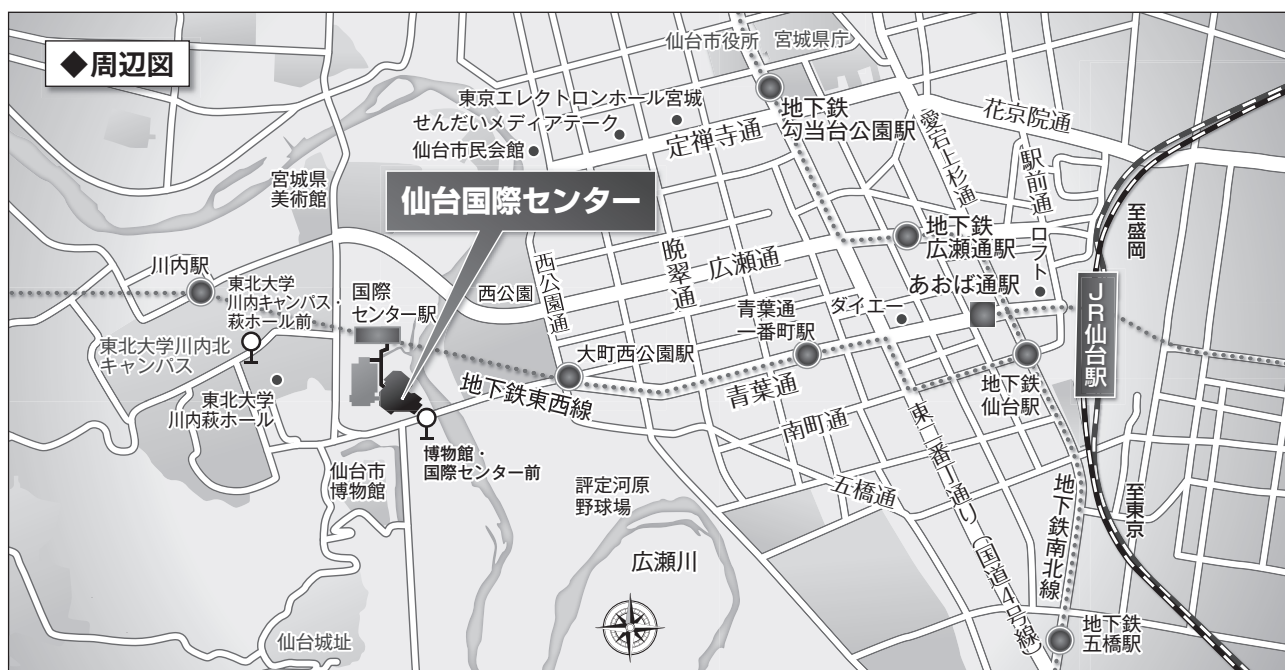 ◆周辺図
仙台市役所
宮城県庁
東京エレクトロンホール宮城
せんだいメディアテーク
仙台市民会館
地下鉄
勾当台公園駅
定禅寺通
花京院通
愛宕上杉通
駅前通
宮城県
美術館
仙台国際センター
地下鉄
広瀬通駅
ロフト
至盛岡
川内駅
東北大学
川内キャンパス・
萩ホール前
国際
センター駅
西公園
西公園通
晩翠通
広瀬通
あおば通駅
ダイエー
青葉通
一番町駅
JR仙台駅
東北大学川内北
キャンパス
大町西公園駅
地下鉄東西線
青葉通
地下鉄
仙台駅
東北大学
川内萩ホール
南町通
東二番丁通り(国道4号線)
博物館・
国際センター前
仙台市
博物館
評定河原
野球場
五橋通
地下鉄南北線
至東京
広瀬川
仙台城址
地下鉄
五橋駅